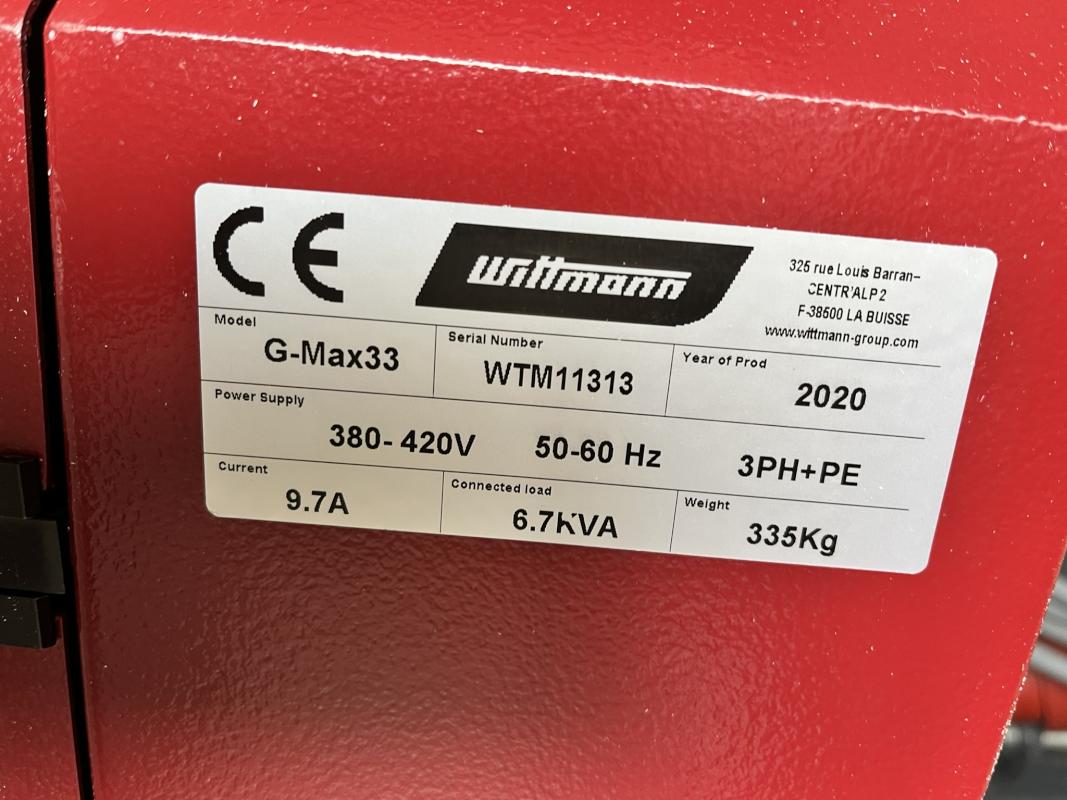 CE
wittmann
325 rue Louis Barran–
CENTR'ALP 2
F-38500 LA BUISSE
www.wittmann-group.com
Model
G-Max33
Serial Number
WTM11313
Year of Prod
2020
Power Supply
380- 420V 50-60 Hz 3PH+PE
Current
9.7A
Connected load
6.7KVA
Weight
335Kg